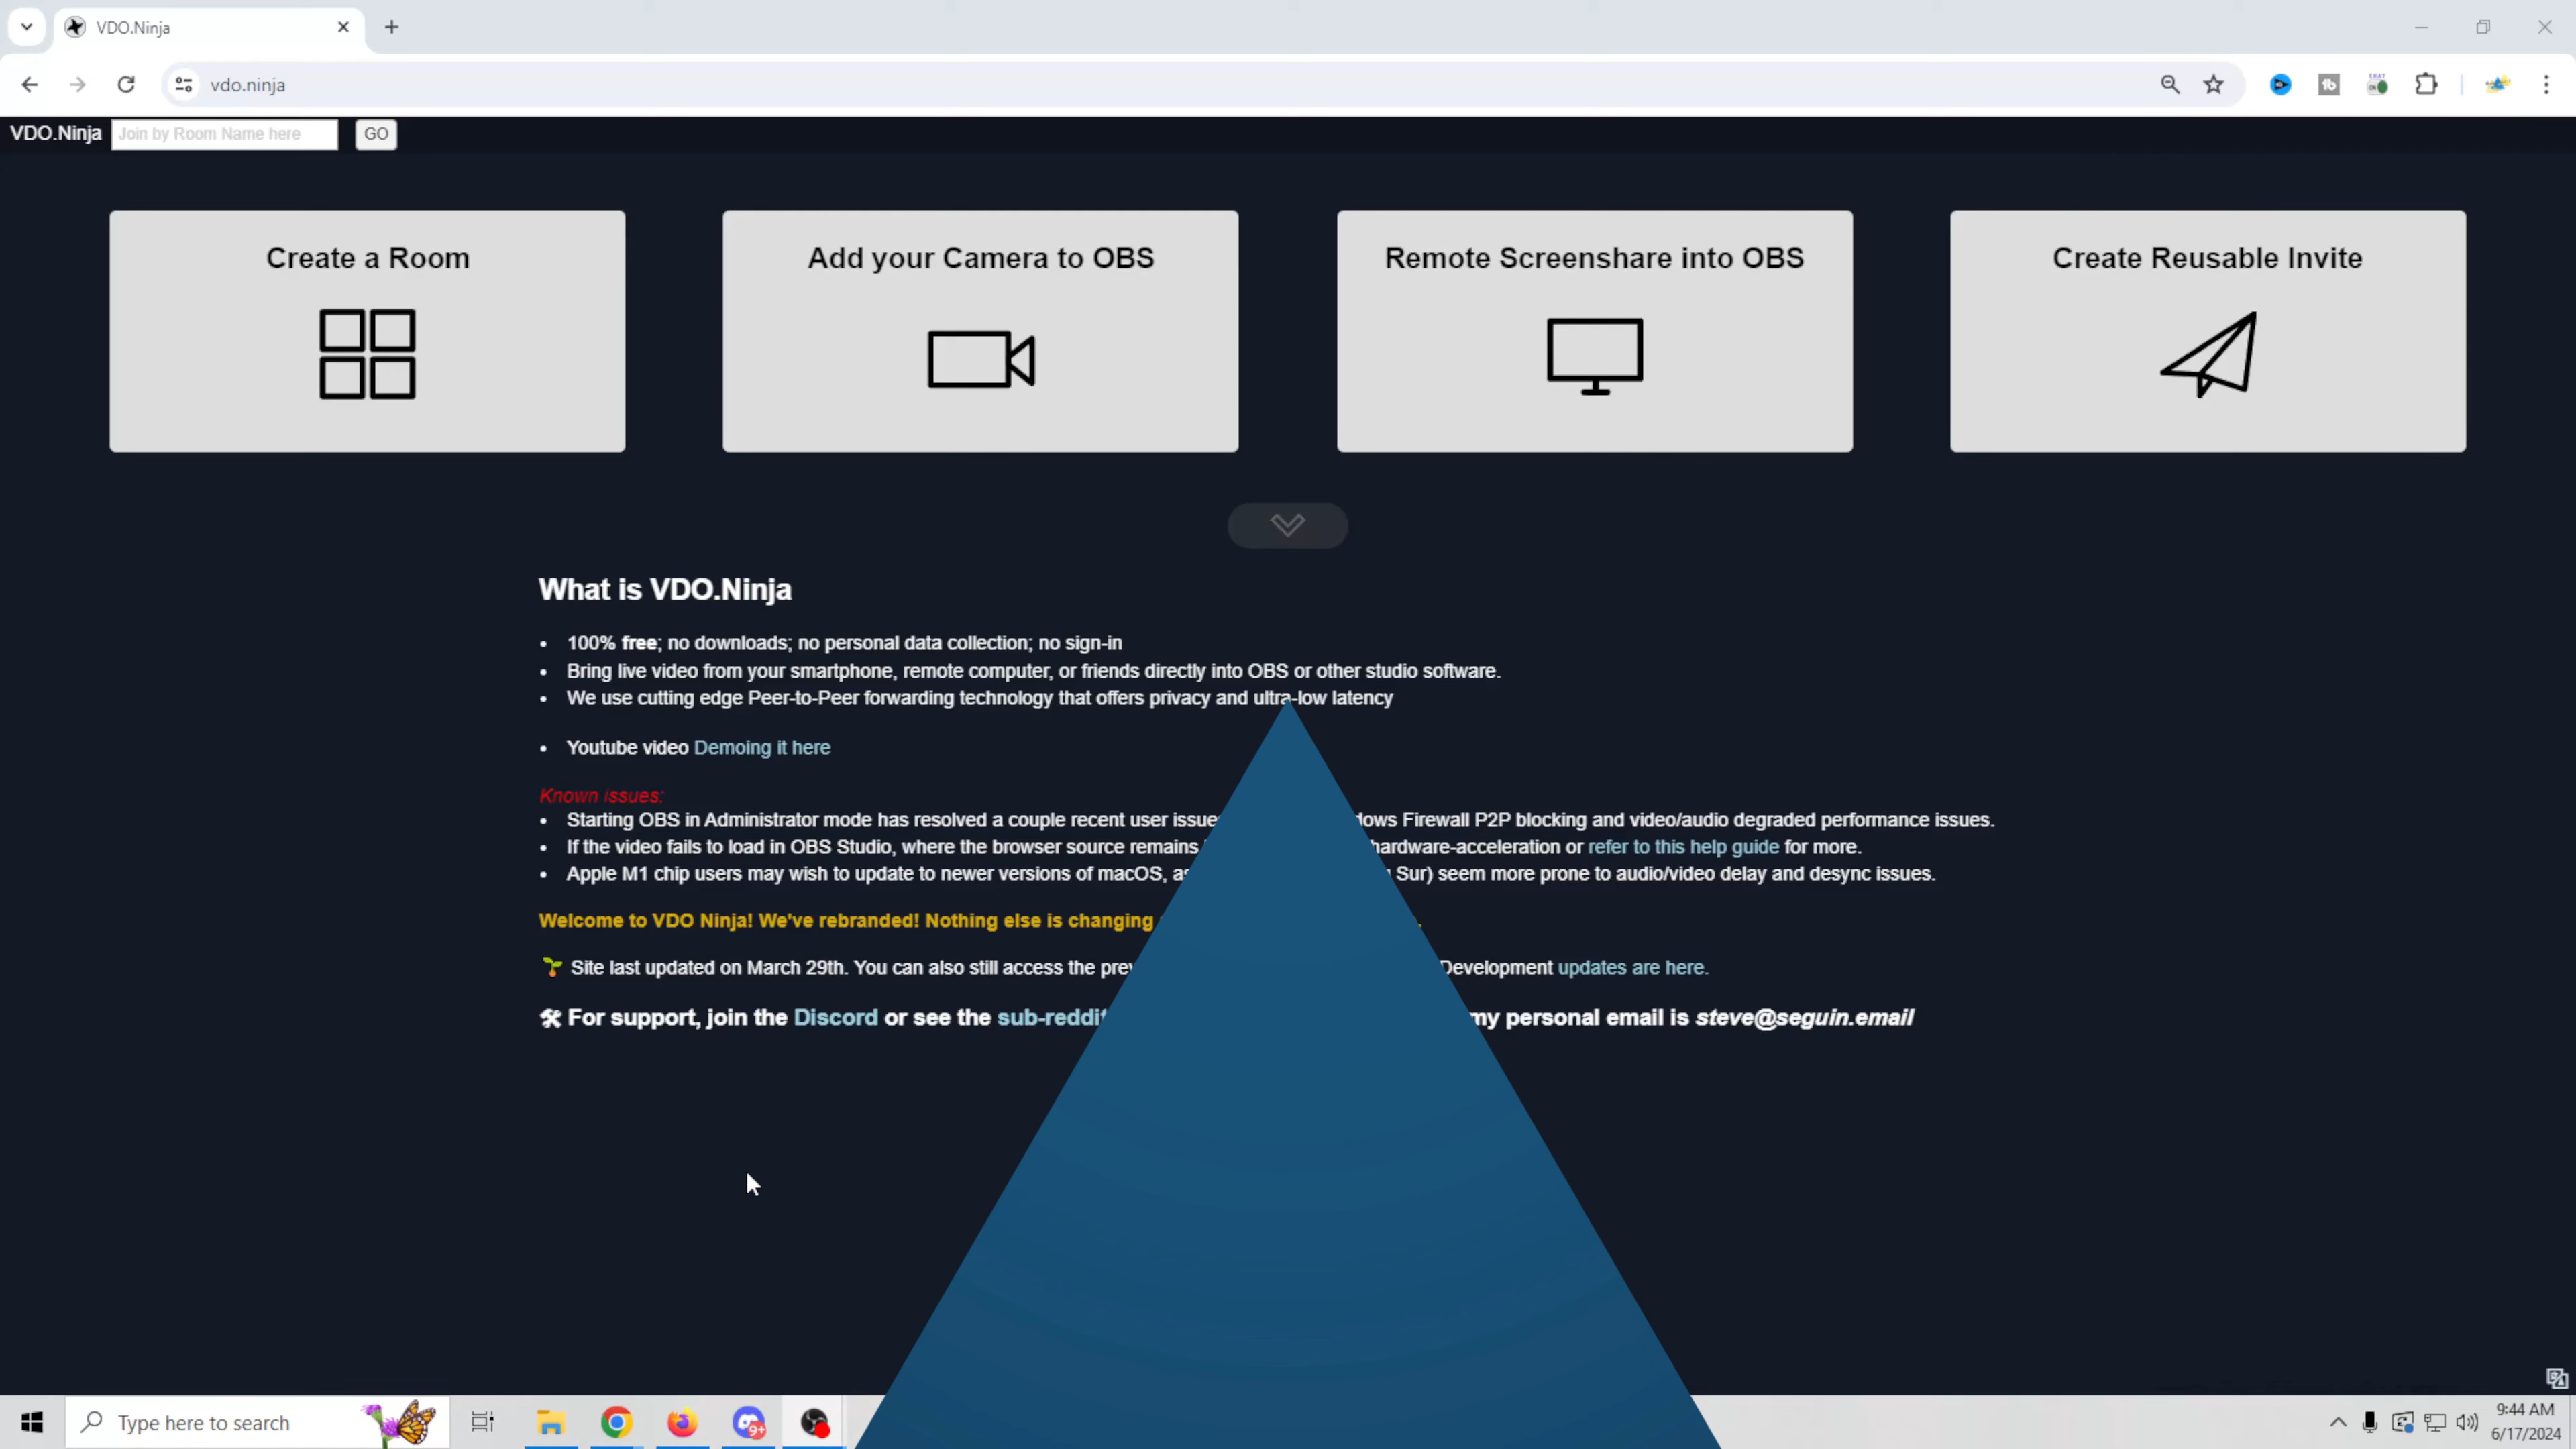 VDO.Ninja
vdo.ninja
VDO.Ninja Join by Room Name here GO
Create a Room
Add your Camera to OBS
Remote Screenshare into OBS
Create Reusable Invite
What is VDO.Ninja
• 100% free; no downloads; no personal data collection; no sign-in
• Bring live video from your smartphone, remote computer, or friends directly into OBS or other studio software.
• We use cutting edge Peer-to-Peer forwarding technology that offers privacy and ultra-low latency
• Youtube video Demoing it here
Known issues:
• Starting OBS in Administrator mode has resolved a couple recent user Firewall P2P blocking and video/audio degraded performance issues.
• If the video fails to load in OBS Studio, where the browser source remains hardware-acceleration or refer to this help guide for more.
• Apple M1 chip users may wish to update to newer versions of macOS, Sur) seem more prone to audio/video delay and desync issues.
Welcome to VDO Ninja! We've rebranded! Nothing else is changing
Site last updated on March 29th. You can also still access the Development updates are here.
For support, join the Discord or see the sub-reddit my personal email is steve@seguin.email
Type here to search
9+
9:44 AM
6/17/2024